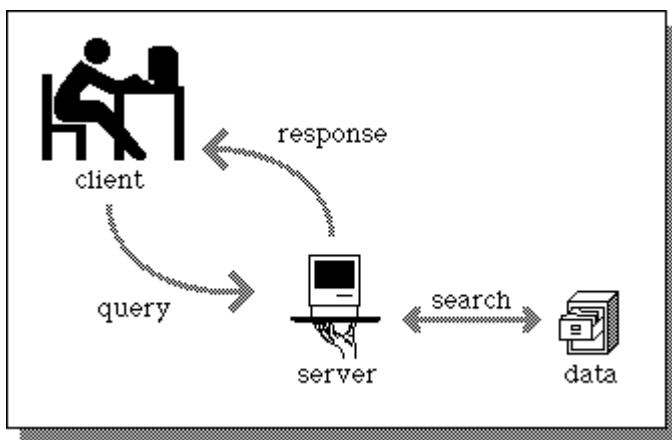 response
client
query
search
server
data